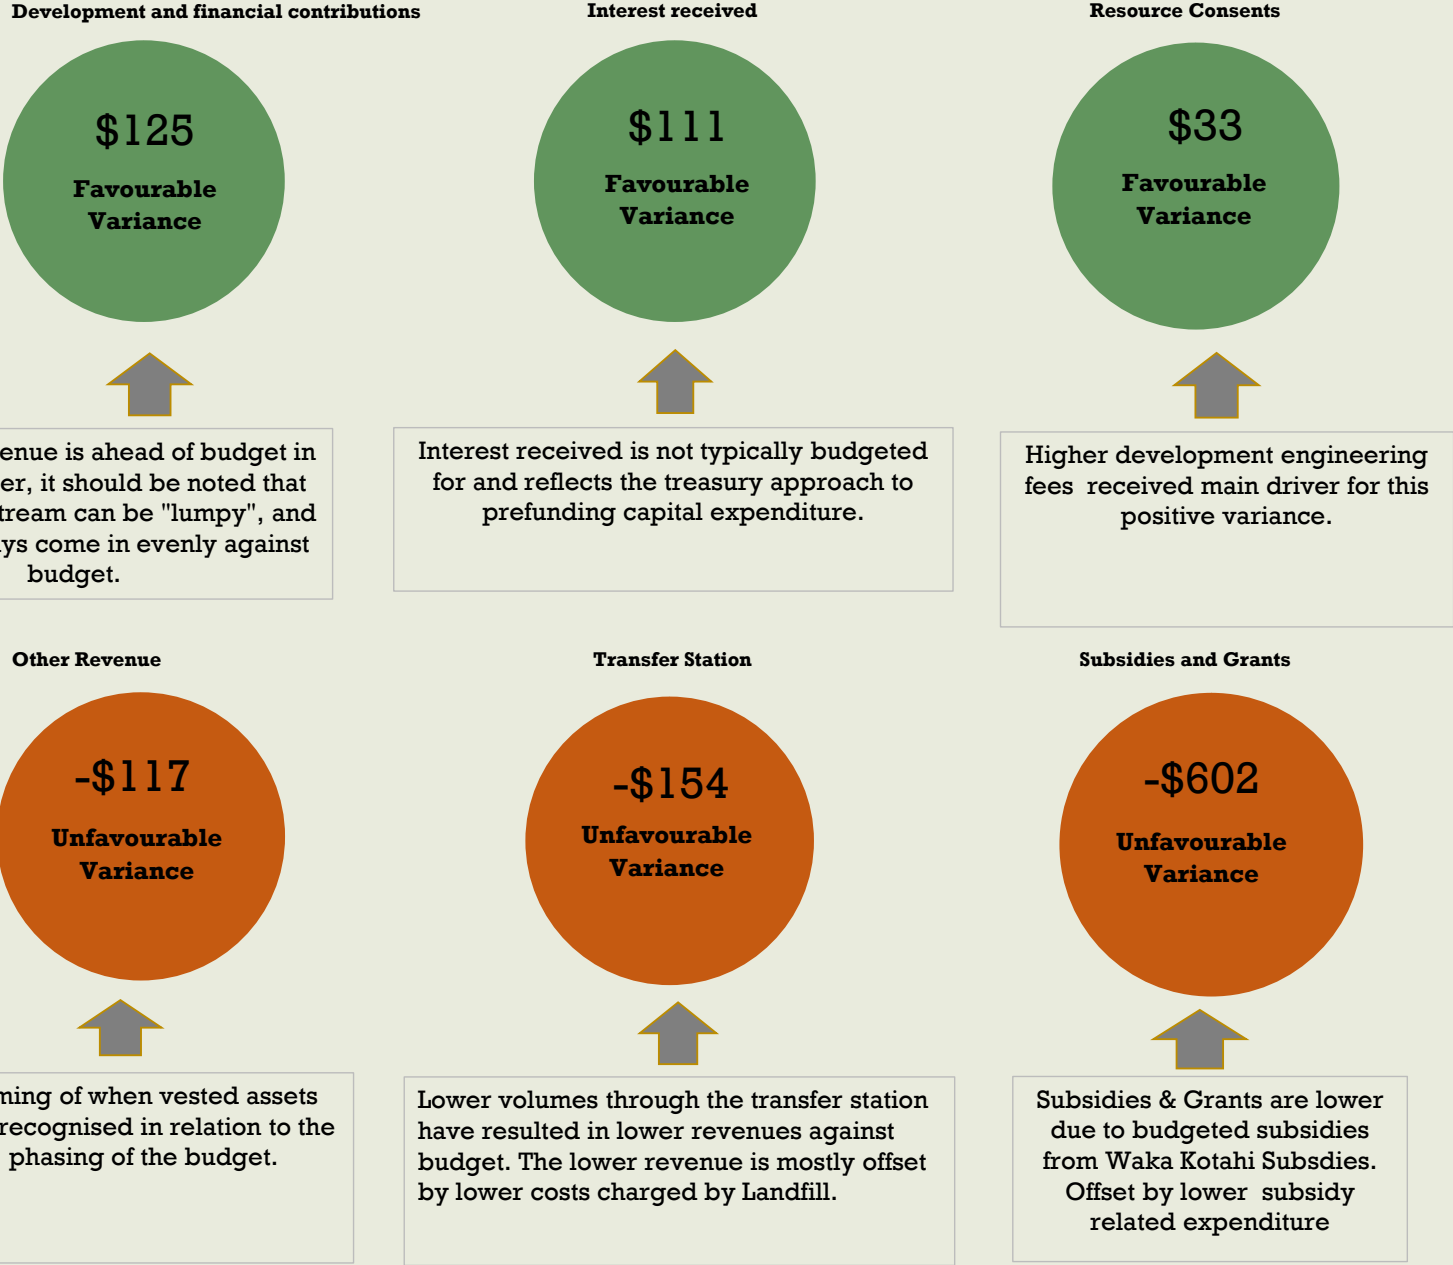 Development and financial contributions
$125
Favourable
Variance
enue is ahead of budget in
er, it should be noted that
tream can be "lumpy", and
ys come in evenly against
budget.
Interest received
$111
Favourable
Variance
Interest received is not typically budgeted
for and reflects the treasury approach to
prefunding capital expenditure.
Resource Consents
$33
Favourable
Variance
Higher development engineering
fees  received main driver for this
positive variance.
Other Revenue
-$117
Unfavourable
Variance
ning of when vested assets
recognised in relation to the
phasing of the budget.
Transfer Station
-$154
Unfavourable
Variance
Lower volumes through the transfer station
have resulted in lower revenues against
budget. The lower revenue is mostly offset
by lower costs charged by Landfill.
Subsidies and Grants
-$602
Unfavourable
Variance
Subsidies & Grants are lower
due to budgeted subsidies
from Waka Kotahi Subsdies.
Offset by lower  subsidy
related expenditure